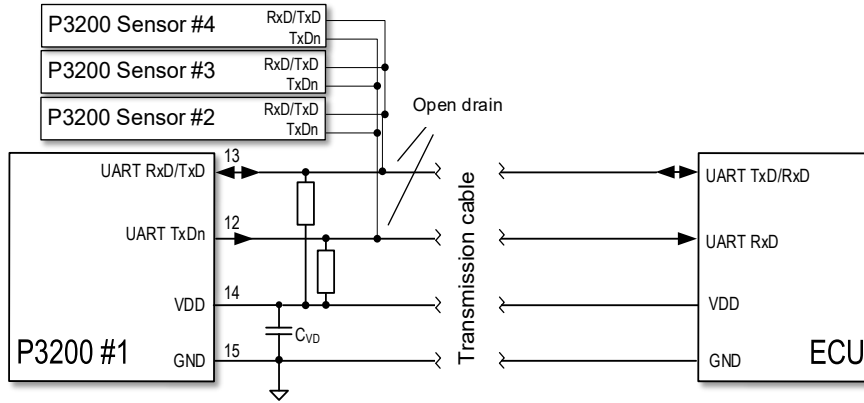 P3200 Sensor #4
RxD/TxD
TxDn
P3200 Sensor #3
RxD/TxD
TxDn
P3200 Sensor #2
RxD/TxD
TxDn
Open drain
UART RxD/TxD
13
UART TxD/RxD
UART TxDn
12
UART RxD
VDD
14
VDD
CVD
P3200 #1
GND
15
GND
ECU
Transmission cable